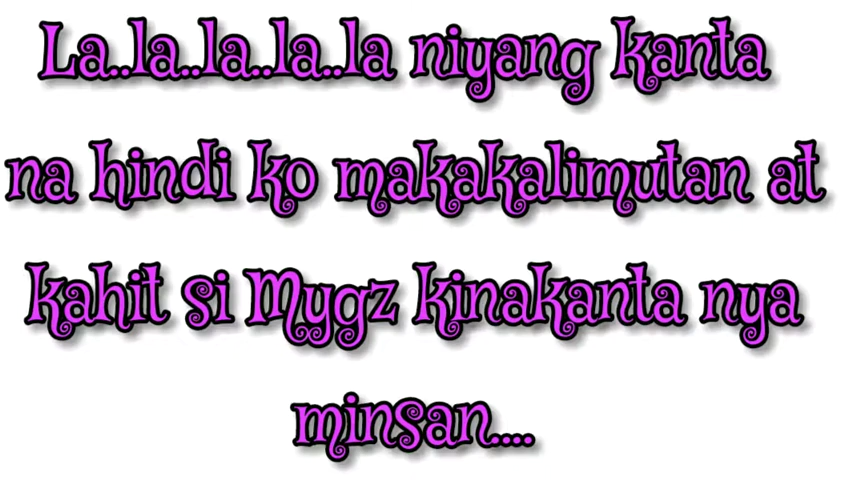 La..la..la..la..la niyang kanta
na hindi ko makakalimutan at
kahit si Mygz kinakanta nya
minsan....